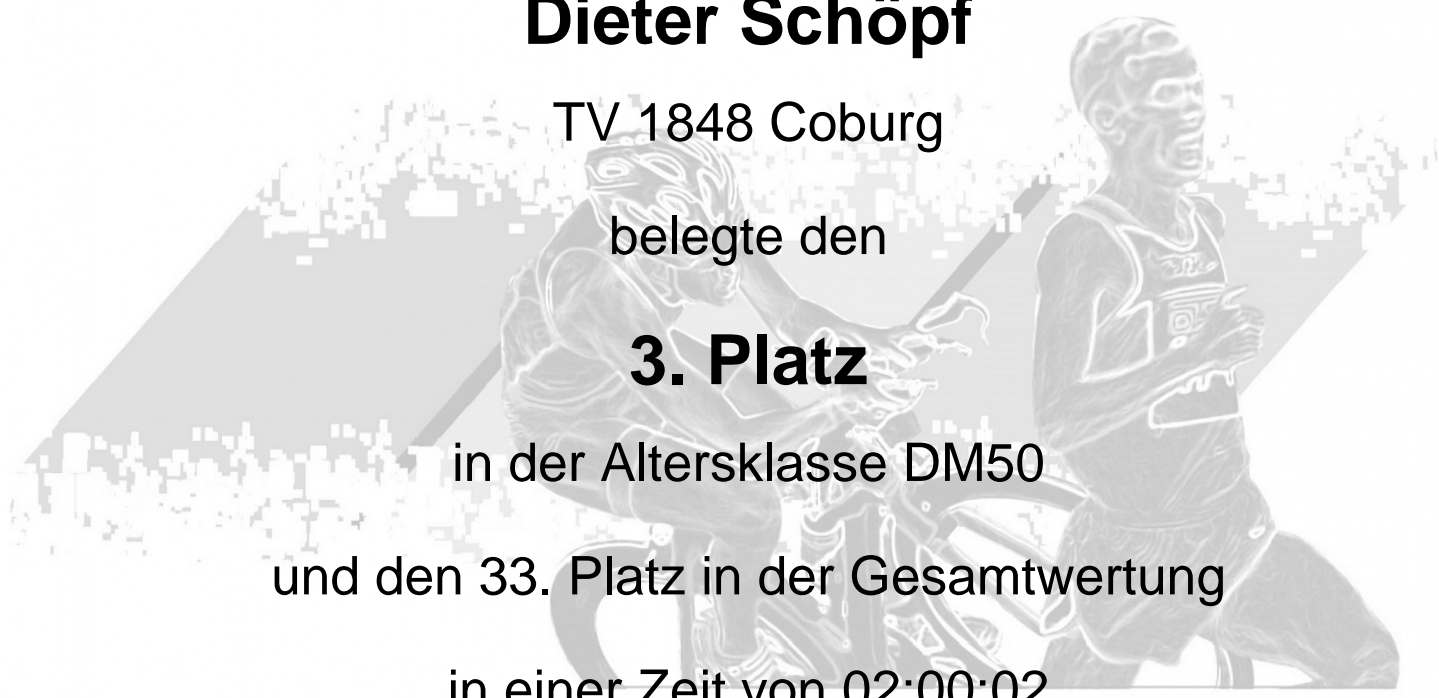 Dieter Schöpf
TV 1848 Coburg
belegte den
3. Platz
in der Altersklasse DM50
und den 33. Platz in der Gesamtwertung
in einer Zeit von 02:00:02